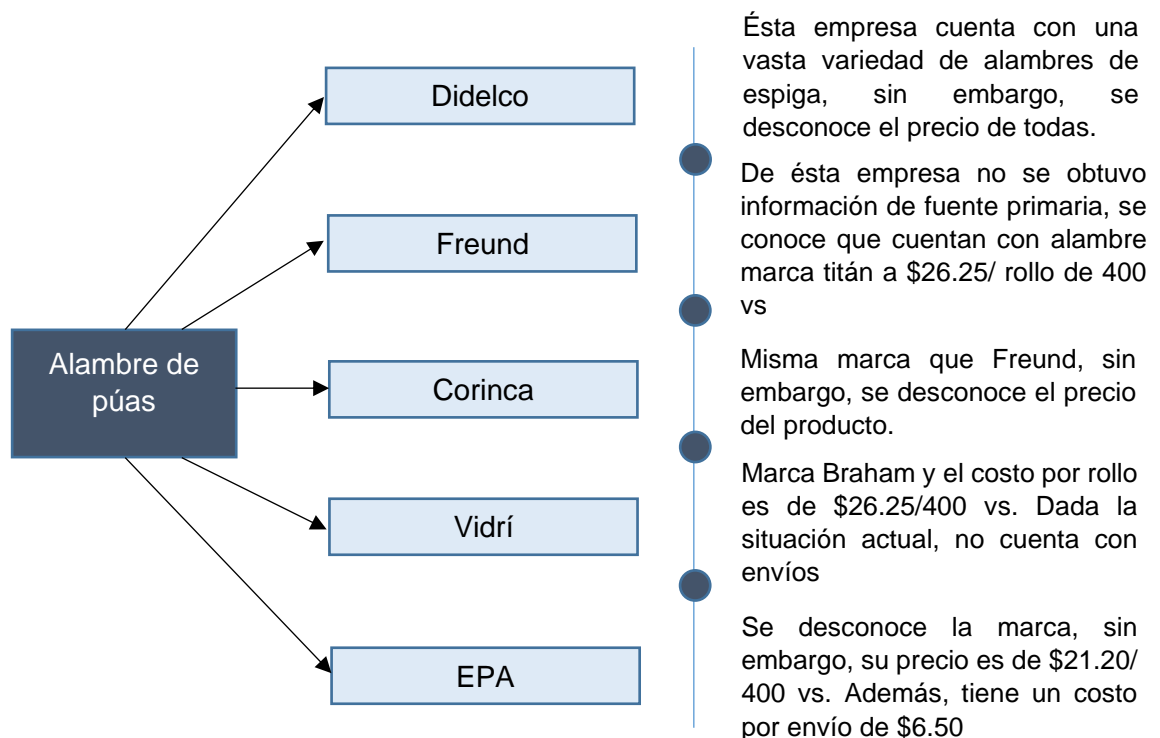 Alambre de
púas
Didelco
Freund
Corinca
Vidrí
EPA
Ésta empresa cuenta con una
vasta variedad de alambres de
espiga, sin embargo, se
desconoce el precio de todas.
De ésta empresa no se obtuvo
información de fuente primaria, se
conoce que cuentan con alambre
marca titán a $26.25/ rollo de 400
vs
Misma marca que Freund, sin
embargo, se desconoce el precio
del producto.
Marca Braham y el costo por rollo
es de $26.25/400 vs. Dada la
situación actual, no cuenta con
envíos
Se desconoce la marca, sin
embargo, su precio es de $21.20/
400 vs. Además, tiene un costo
por envío de $6.50